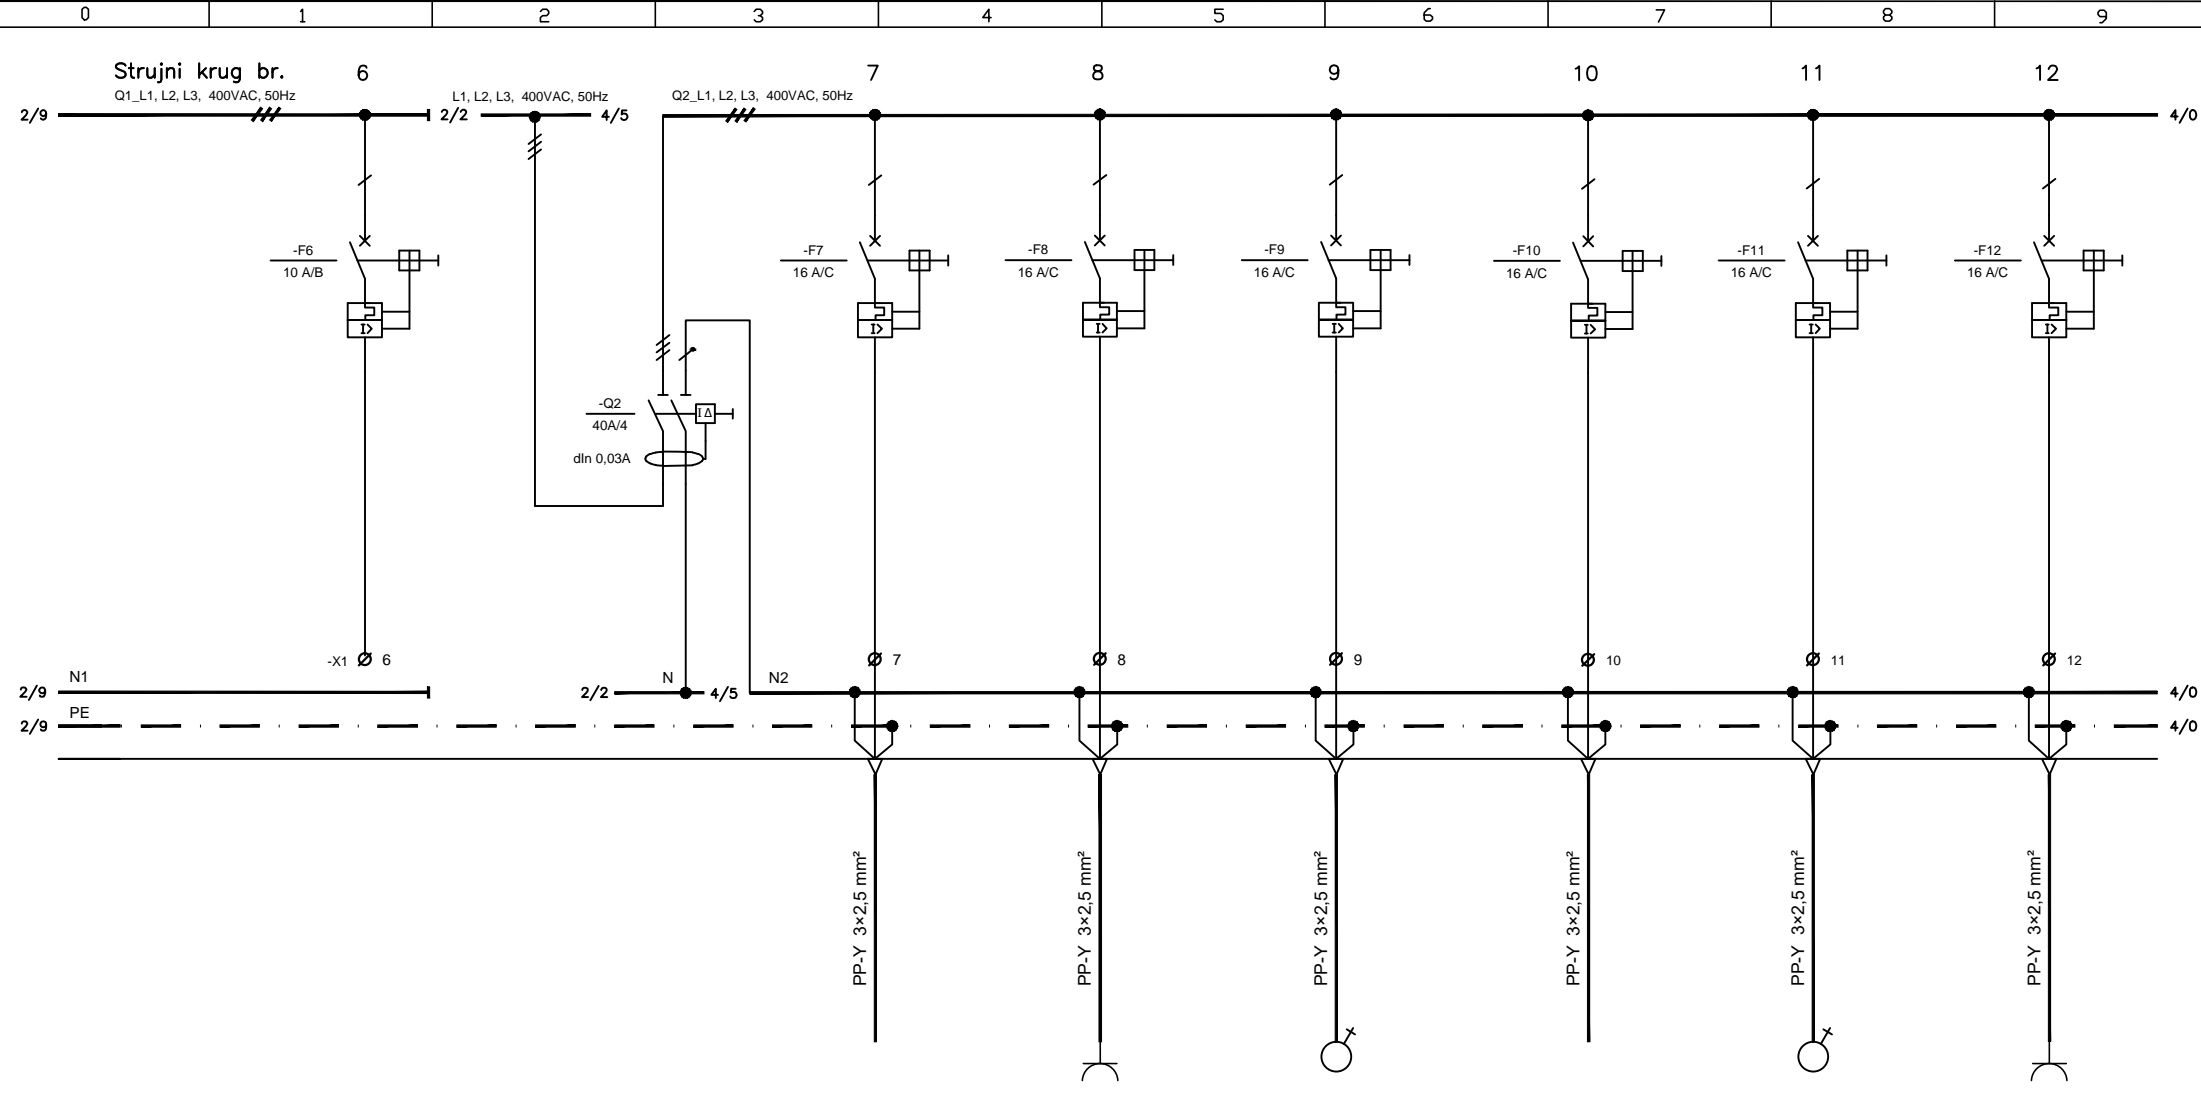 0 1 2 3 4 5 6 7 8 9
Strujni krug br. 6 7 8 9 10 11 12
Q1_L1, L2, L3, 400VAC, 50Hz
L1, L2, L3, 400VAC, 50Hz
Q2_L1, L2, L3, 400VAC, 50Hz
2/9 2/2 4/5 4/0
-F6
10 A/B
I>
-F7
16 A/C
I>
-F8
16 A/C
I>
-F9
16 A/C
I>
-F10
16 A/C
I>
-F11
16 A/C
I>
-F12
16 A/C
I>
-Q2
40A/4
I Δ
dIn 0,03A
-X1 6 7 8 9 10 11 12
N1 N N2
2/9 2/2 4/5 4/0
PE
2/9 4/0
PP-Y 3×2,5 mm²
PP-Y 3×2,5 mm²
PP-Y 3×2,5 mm²
PP-Y 3×2,5 mm²
PP-Y 3×2,5 mm²
PP-Y 3×2,5 mm²